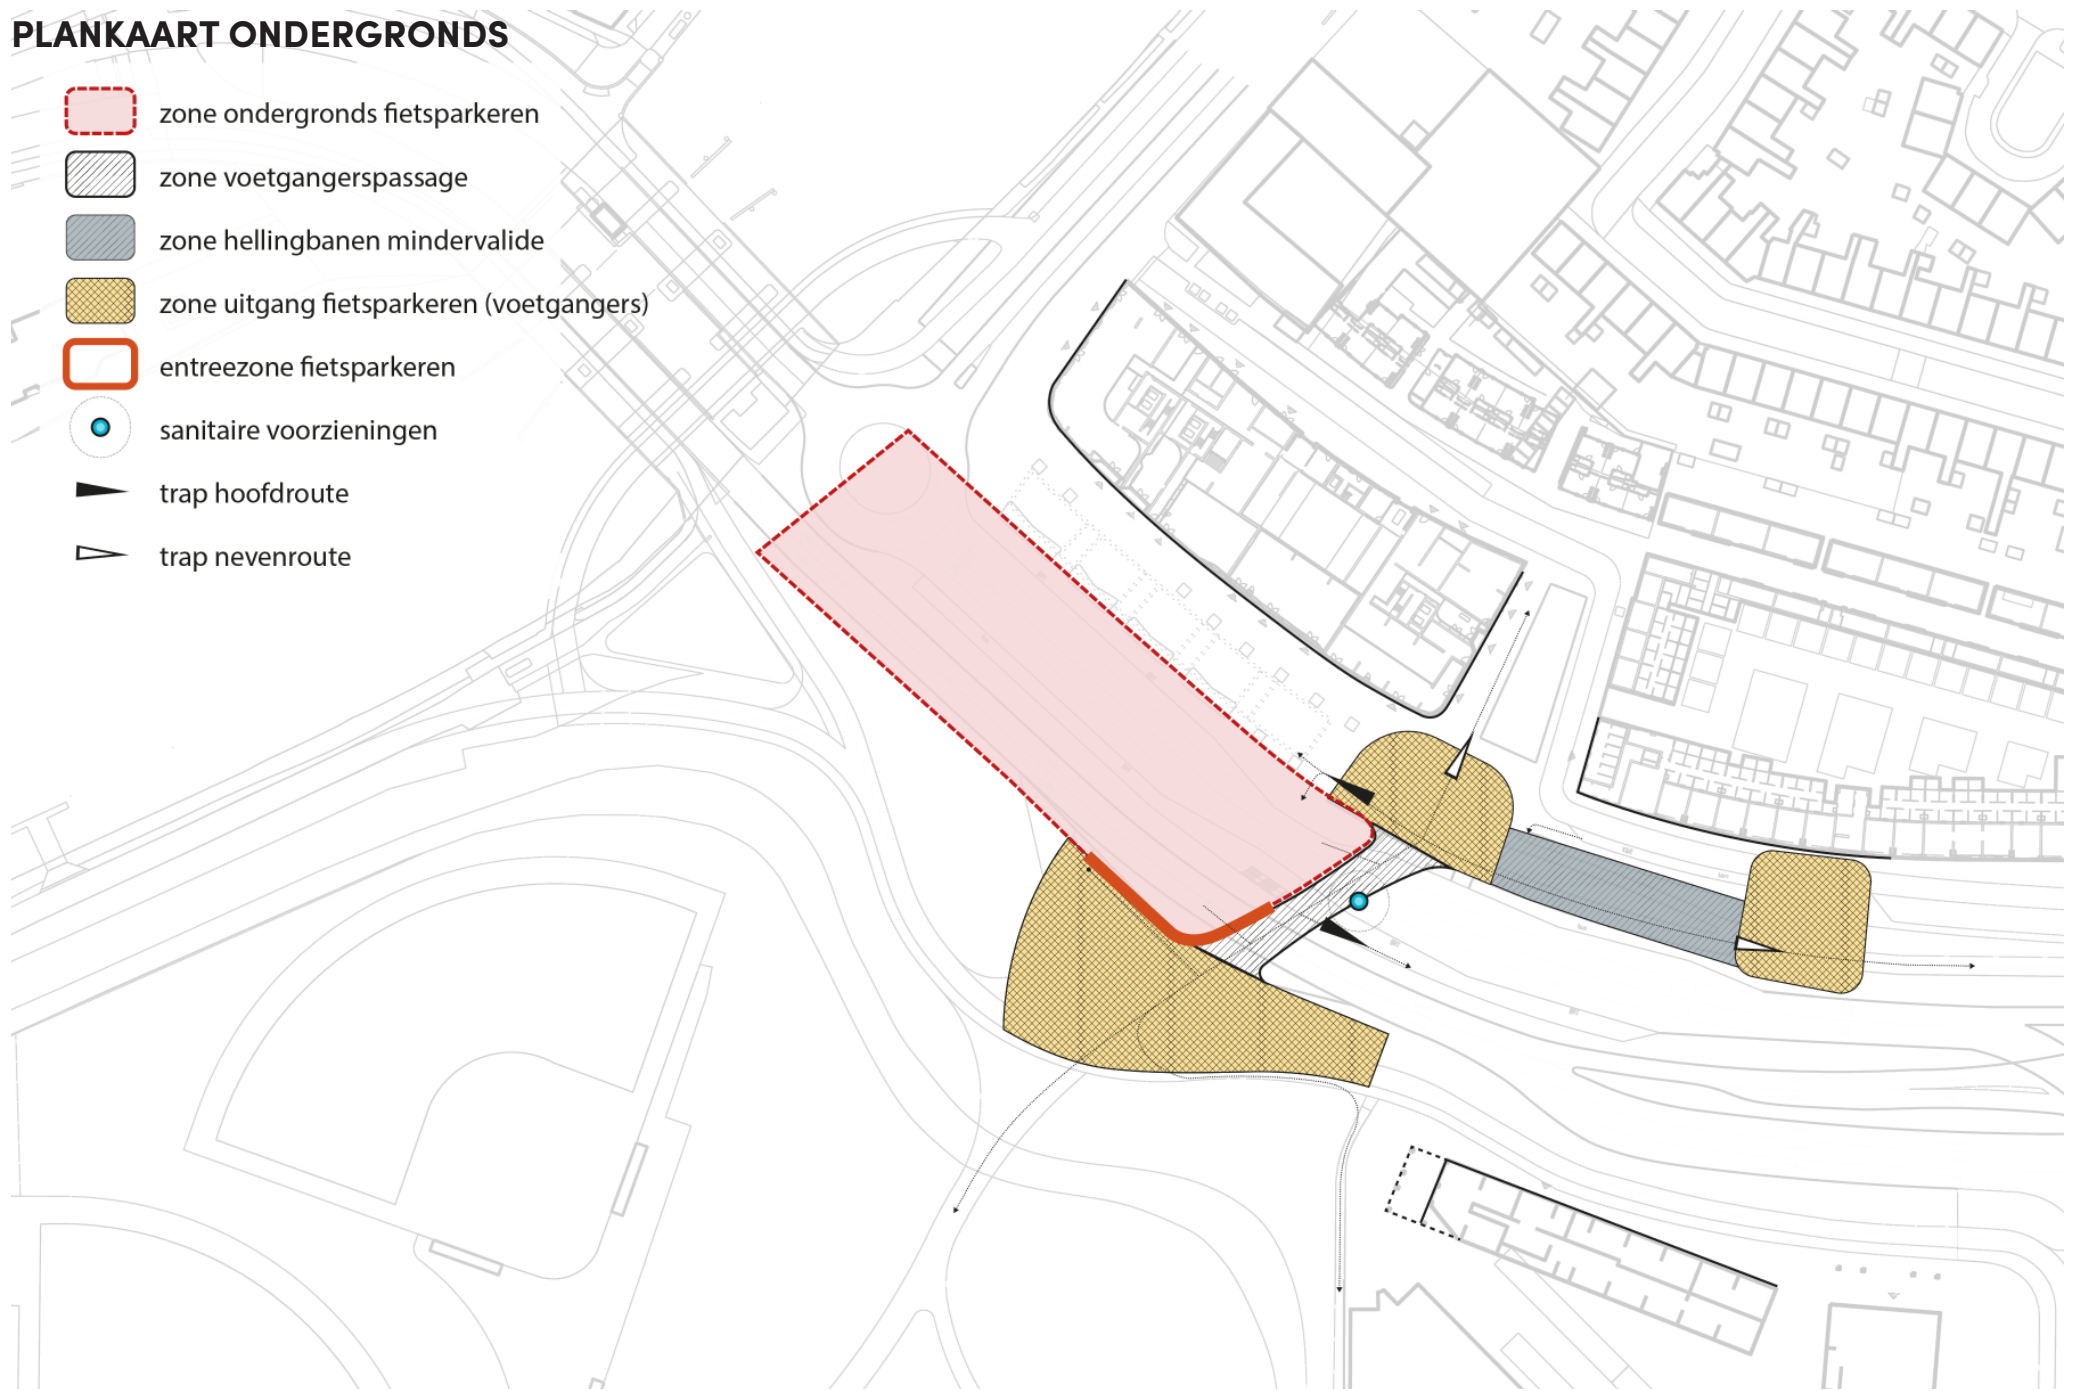 PLANKAART ONDERGRONDS
zone ondergronds fietsparkeren
zone voetgangerspassage
zone hellingbanen mindervalide
zone uitgang fietsparkeren (voetgangers)
entreezone fietsparkeren
sanitaire voorzieningen
trap hoofdroute
trap nevenroute